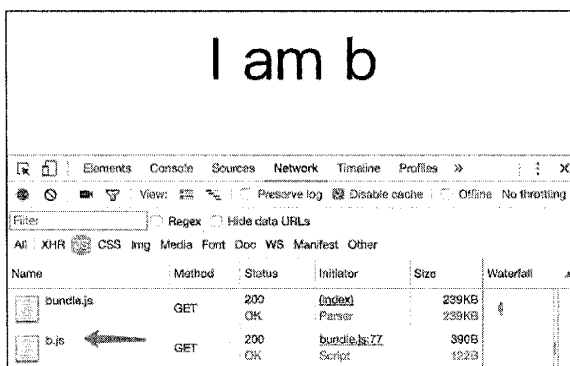 I am b
Elements Console Sources Network Timeline Profiles »
View: Preserve log Disable cache Offline No throttling
Filter Regex Hide data URLs
All XHR JS CSS Img Media Font Doc WS Manifest Other
Name Method Status Initiator Size Waterfall
bundle.js GET 200 (index) 239KB
OK Parser 239KB
b.js GET 200 bundle.js:77 390B
OK Script 122B